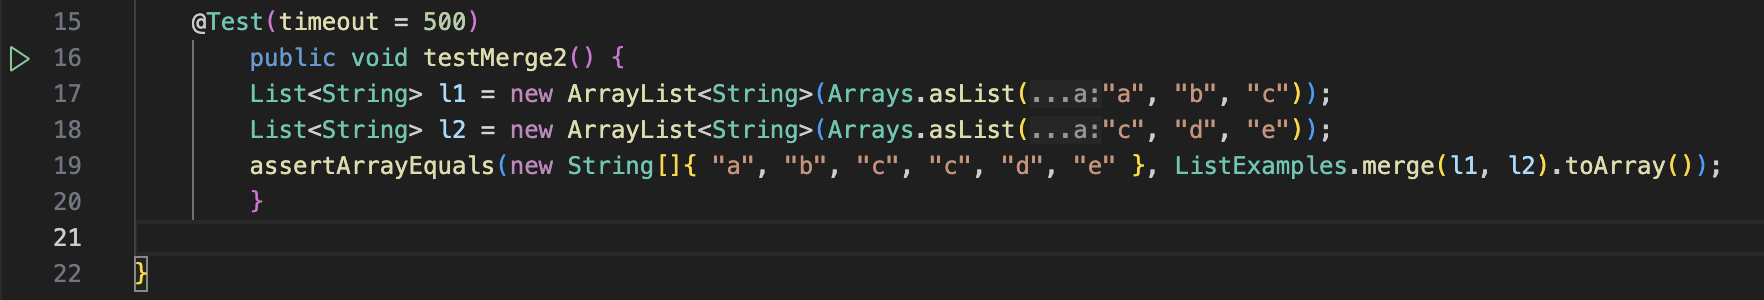 15 @Test(timeout = 500)
16 public void testMerge2() {
17 List<String> l1 = new ArrayList<String>(Arrays.asList(...a:"a", "b", "c"));
18 List<String> l2 = new ArrayList<String>(Arrays.asList(...a:"c", "d", "e"));
19 assertArrayEquals(new String[]{ "a", "b", "c", "c", "d", "e" }, ListExamples.merge(l1, l2).toArray());
20 }
21
22 }